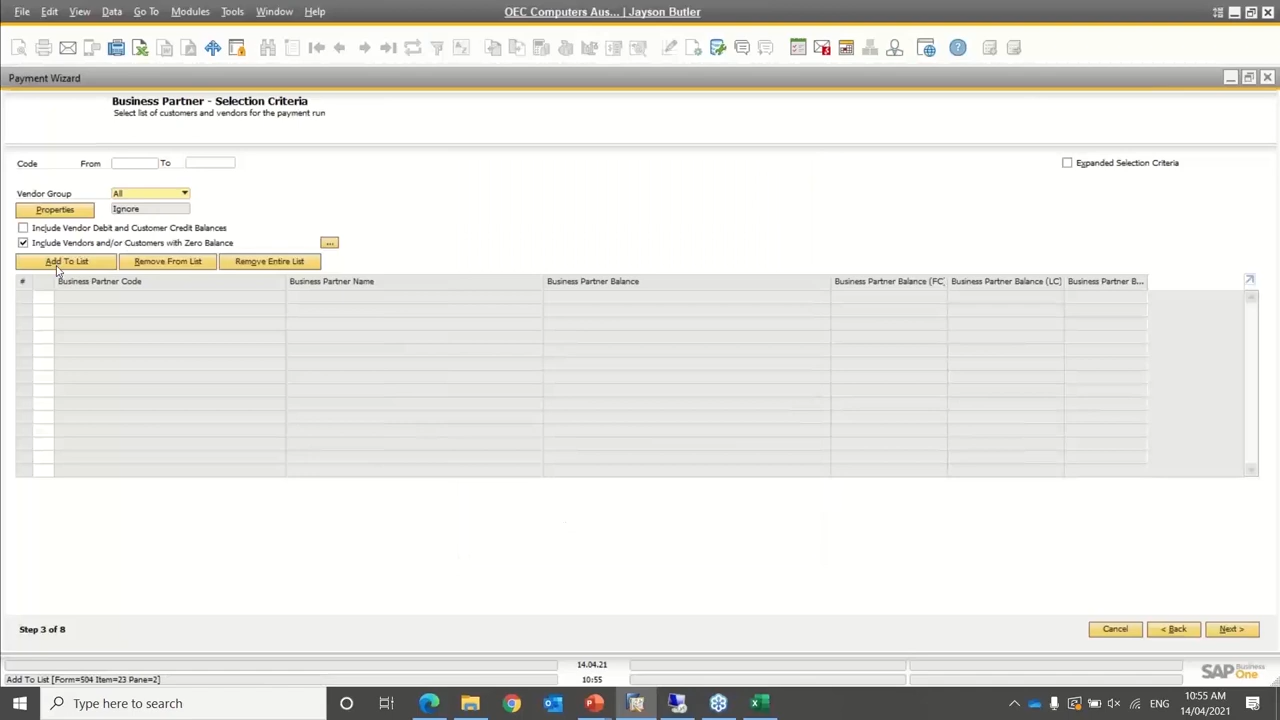 File Edit View Data Go To Modules Tools Window Help OEC Computers Aus... | Jayson Butler
Payment Wizard
Business Partner - Selection Criteria
Select list of customers and vendors for the payment run
Code From To Expanded Selection Criteria
Vendor Group All
Properties Ignore
Include Vendor Debit and Customer Credit Balances
Include Vendors and/or Customers with Zero Balance ...
Add To List Remove From List Remove Entire List
# Business Partner Code Business Partner Name Business Partner Balance Business Partner Balance (FC) Business Partner Balance (LC) Business Partner B...
Step 3 of 8 Cancel < Back Next >
14.04.21
Add To List [Form=504 Item=23 Pane=2] 10:55
SAP Business One
Type here to search ENG 10:55 AM
14/04/2021